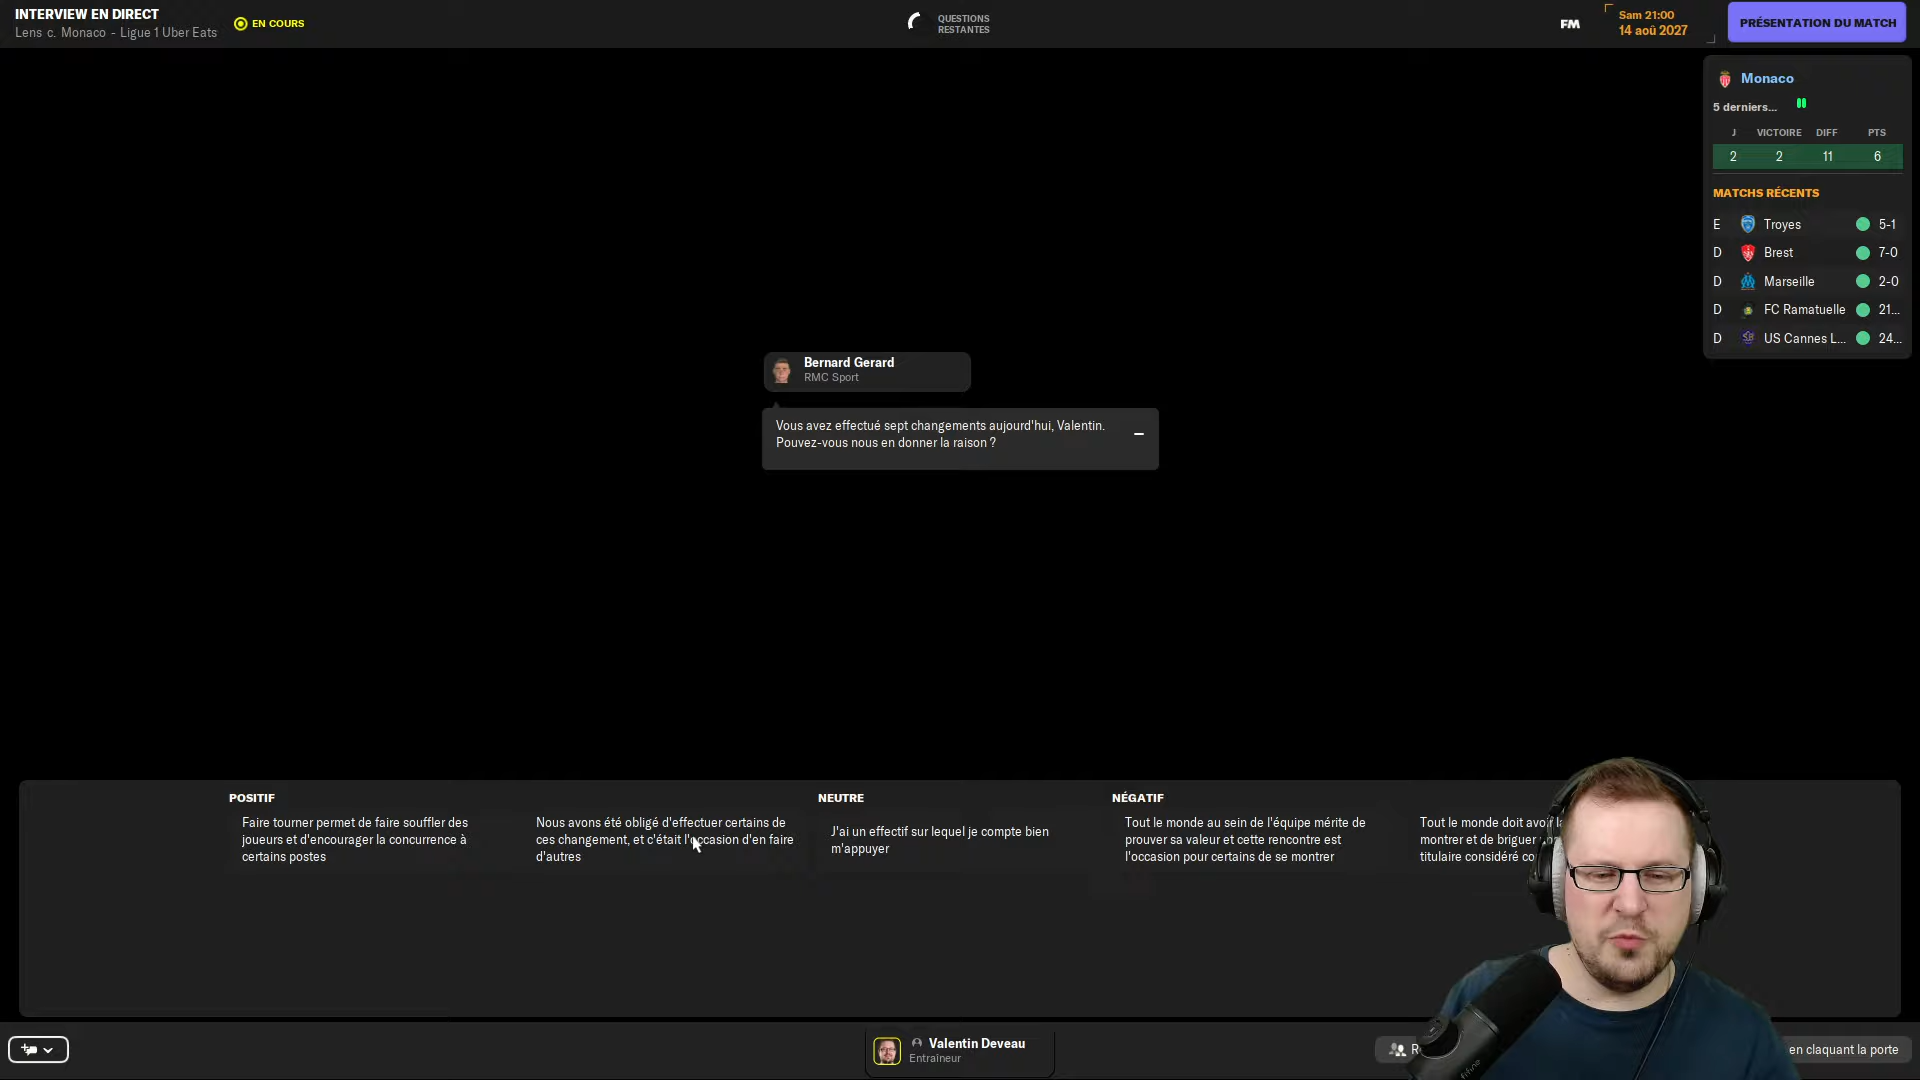 INTERVIEW EN DIRECT
Lens c. Monaco - Ligue 1 Uber Eats
EN COURS
QUESTIONS
RESTANTES
FM
Sam 21:00
14 aoû 2027
PRÉSENTATION DU MATCH
Monaco
5 derniers...
J VICTOIRE DIFF PTS
2 2 11 6
MATCHS RÉCENTS
E Troyes 5-1
D Brest 7-0
D Marseille 2-0
D FC Ramatuelle 21...
D US Cannes L... 24...
Bernard Gerard
RMC Sport
Vous avez effectué sept changements aujourd'hui, Valentin.
Pouvez-vous nous en donner la raison ?
POSITIF
Faire tourner permet de faire souffler des
joueurs et d'encourager la concurrence à
certains postes
Nous avons été obligé d'effectuer certains de
ces changement, et c'était l'occasion d'en faire
d'autres
NEUTRE
J'ai un effectif sur lequel je compte bien
m'appuyer
NÉGATIF
Tout le monde au sein de l'équipe mérite de
prouver sa valeur et cette rencontre est
l'occasion pour certains de se montrer
Tout le monde doit avoir
montrer et de briguer
titulaire considéré
Valentin Deveau
Entraîneur
en claquant la porte